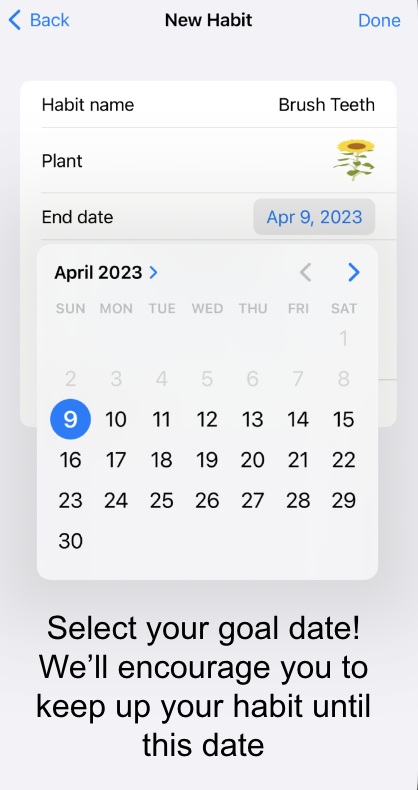 Back New Habit Done
Habit name Brush Teeth
Plant
End date Apr 9, 2023
April 2023
SUN MON TUE WED THU FRI SAT
1
2 3 4 5 6 7 8
9 10 11 12 13 14 15
16 17 18 19 20 21 22
23 24 25 26 27 28 29
30
Select your goal date!
We’ll encourage you to
keep up your habit until
this date